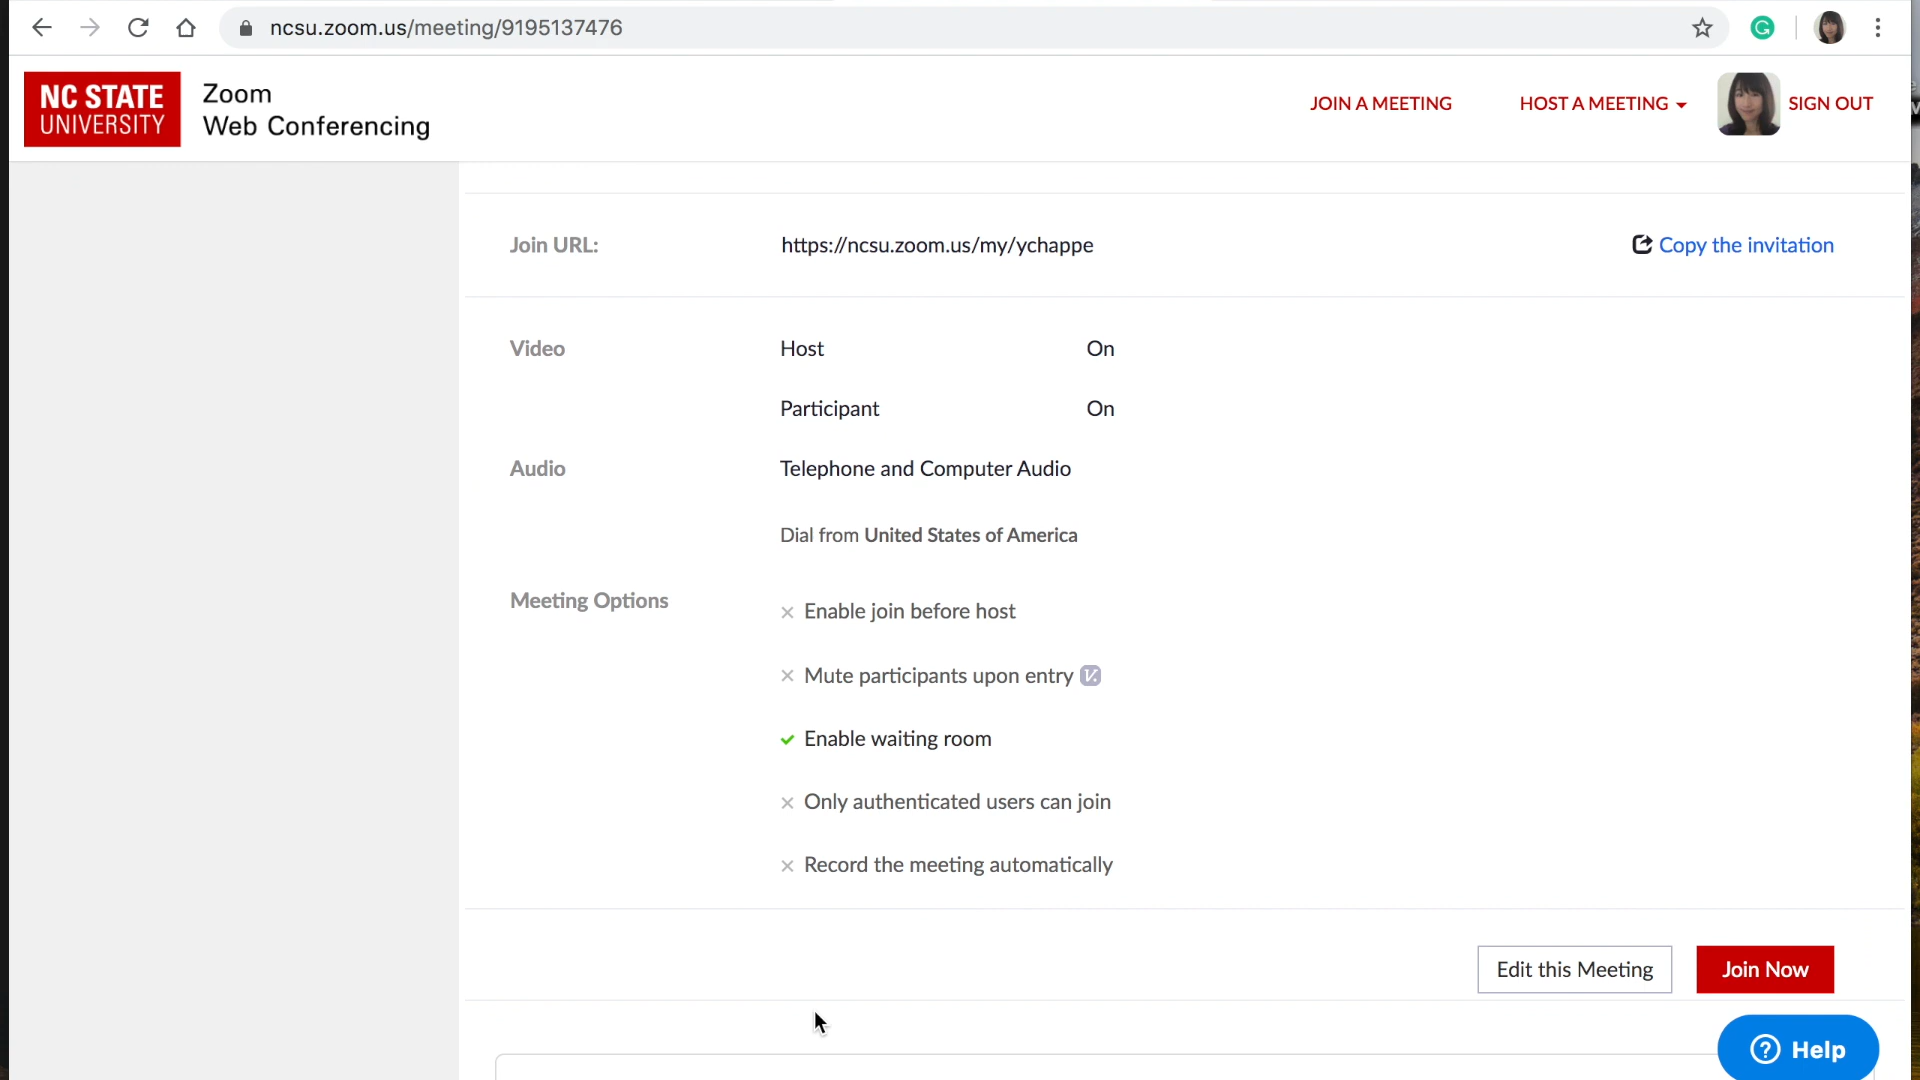 ncsu.zoom.us/meeting/9195137476
NC STATE
UNIVERSITY
Zoom
Web Conferencing
JOIN A MEETING
HOST A MEETING
SIGN OUT
Join URL:
https://ncsu.zoom.us/my/ychappe
Copy the invitation
Video
Host
On
Participant
On
Audio
Telephone and Computer Audio
Dial from United States of America
Meeting Options
Enable join before host
Mute participants upon entry
Enable waiting room
Only authenticated users can join
Record the meeting automatically
Edit this Meeting
Join Now
Help